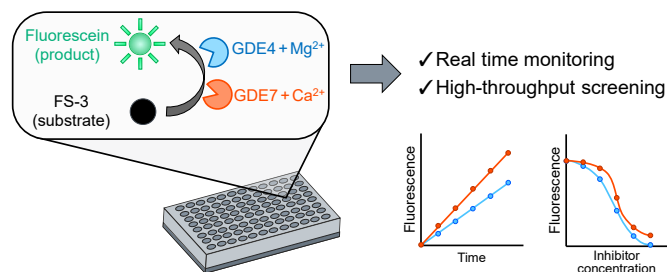 Fluorescein
(product)
GDE4 + Mg²⁺
GDE7 + Ca²⁺
FS-3
(substrate)
✓Real time monitoring
✓High-throughput screening
Fluorescence
Time
Fluorescence
Inhibitor
concentration